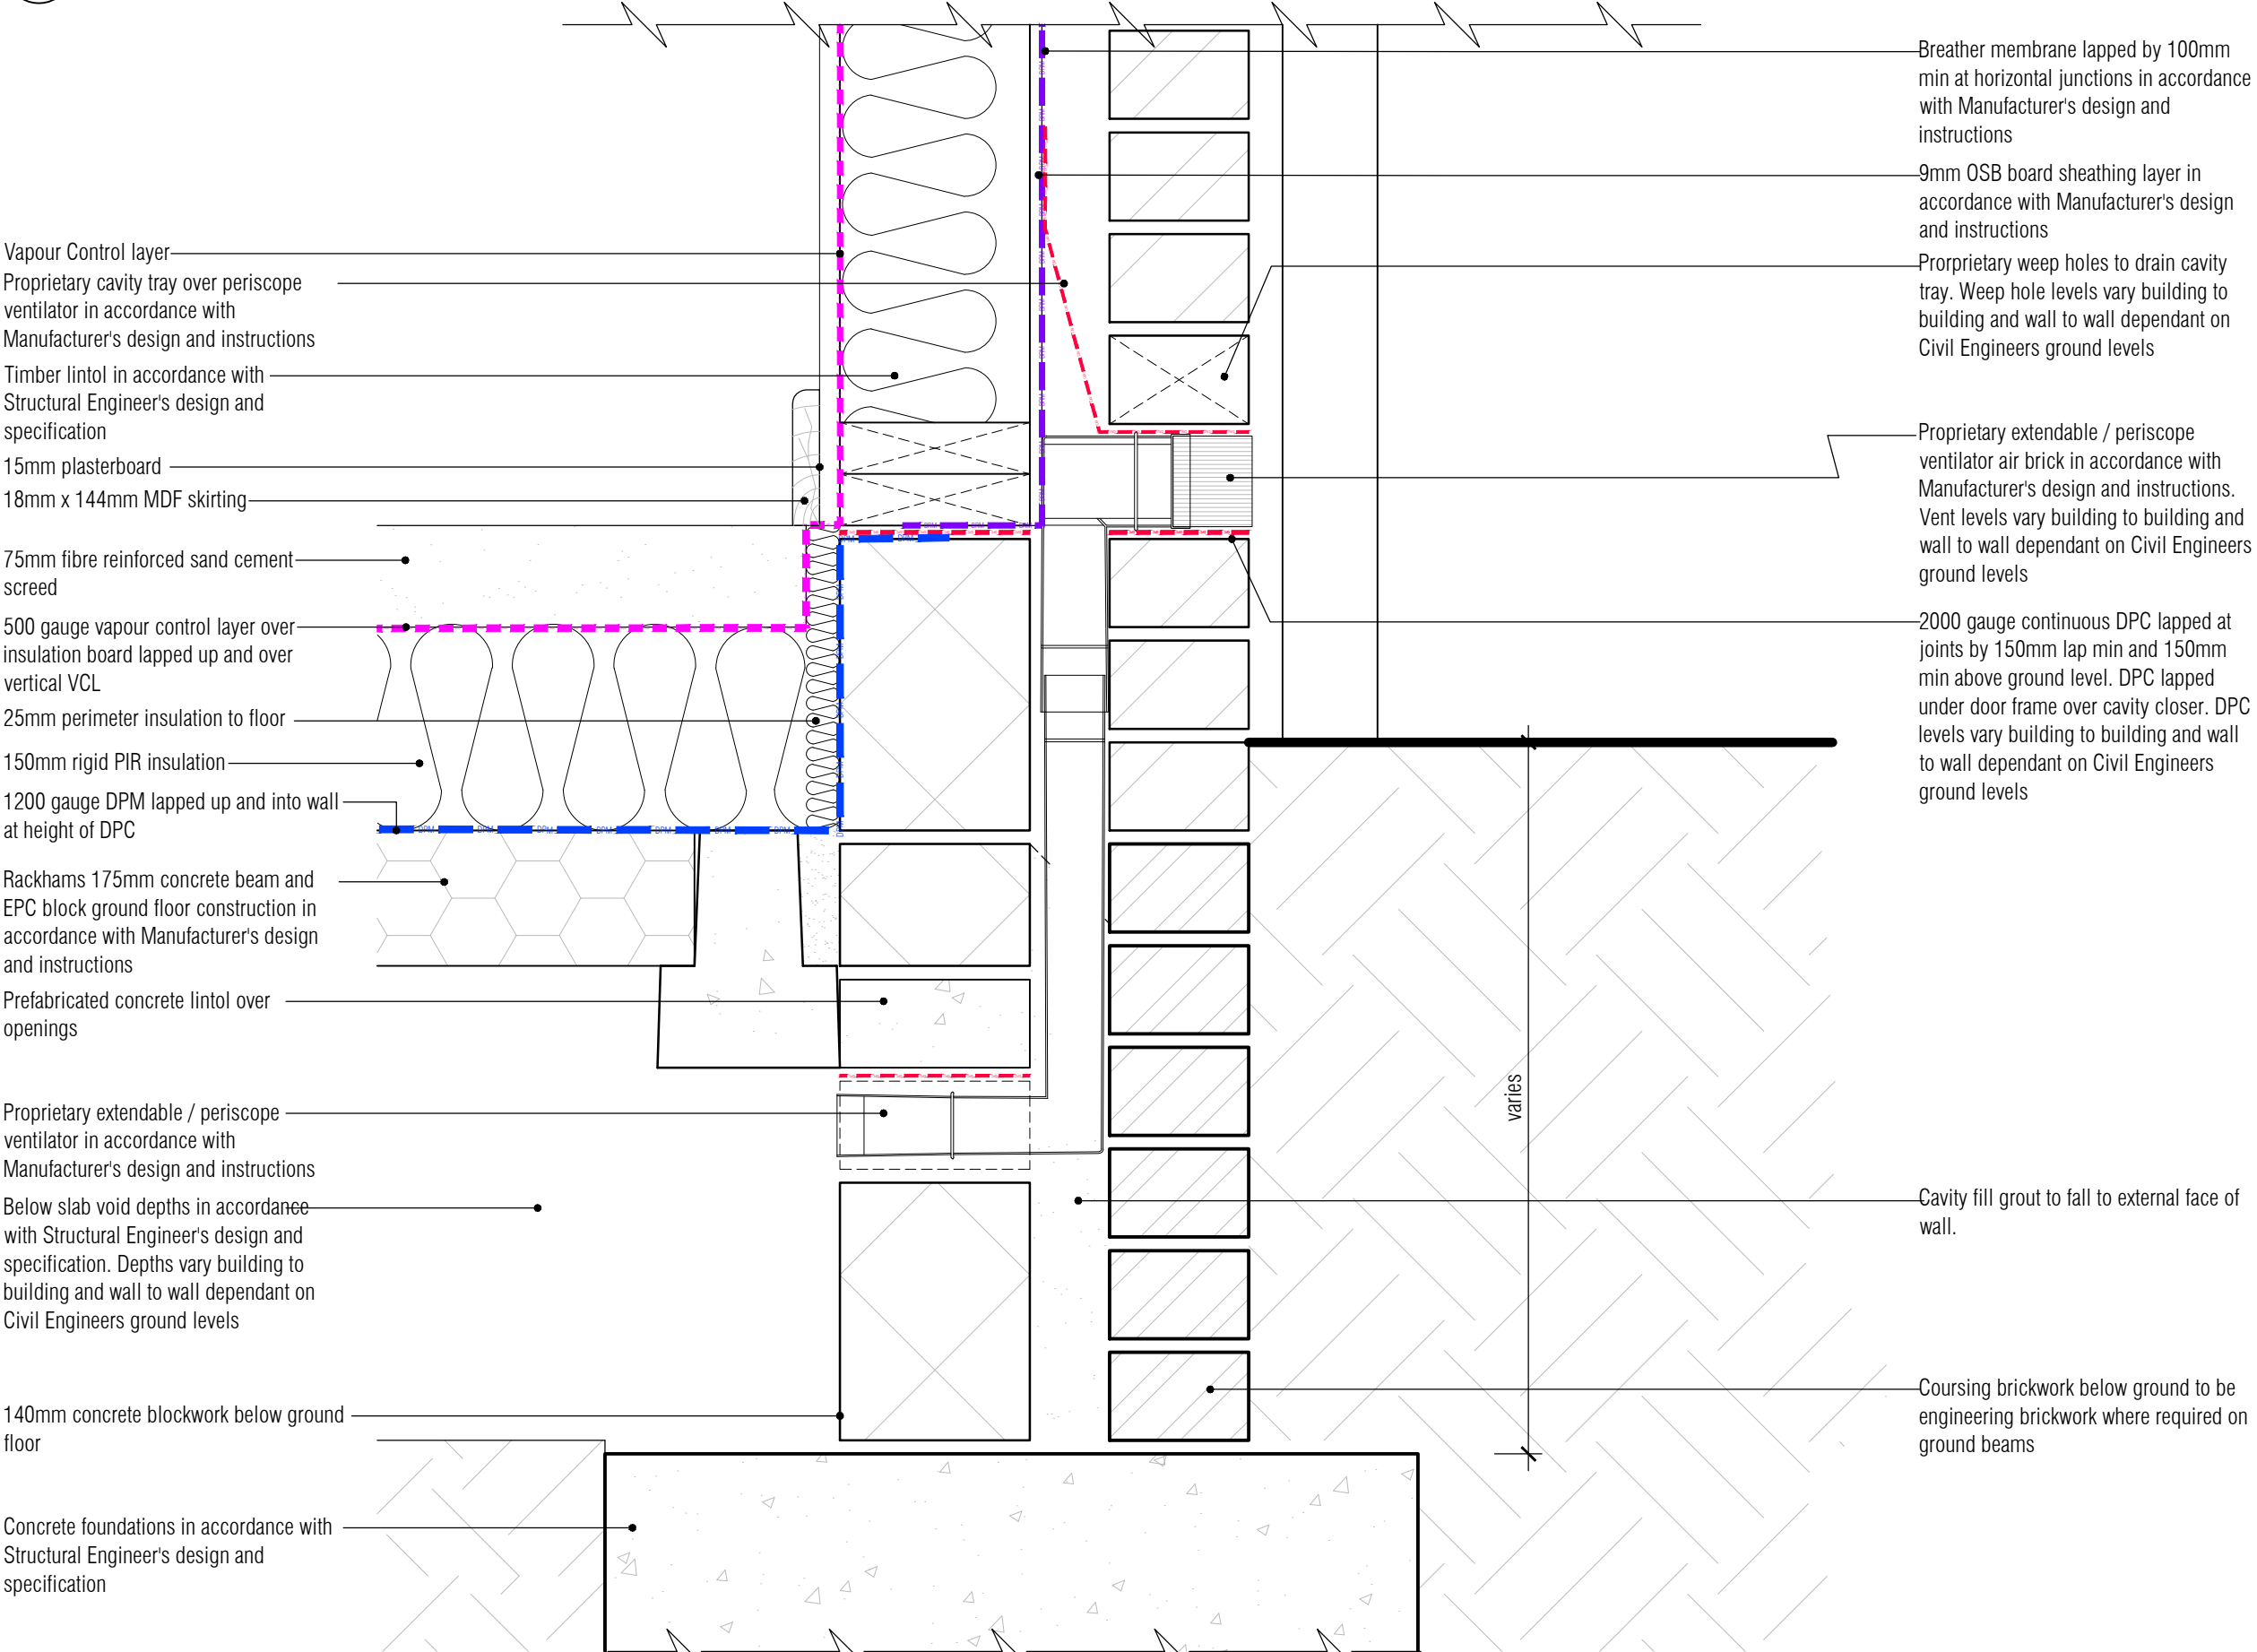 Vapour Control layer
Proprietary cavity tray over periscope
ventilator in accordance with
Manufacturer's design and instructions
Timber lintol in accordance with
Structural Engineer's design and
specification
15mm plasterboard
18mm x 144mm MDF skirting
75mm fibre reinforced sand cement
screed
500 gauge vapour control layer over
insulation board lapped up and over
vertical VCL
25mm perimeter insulation to floor
150mm rigid PIR insulation
1200 gauge DPM lapped up and into wall
at height of DPC
Rackhams 175mm concrete beam and
EPC block ground floor construction in
accordance with Manufacturer's design
and instructions
Prefabricated concrete lintol over
openings
Proprietary extendable / periscope
ventilator in accordance with
Manufacturer's design and instructions
Below slab void depths in accordance
with Structural Engineer's design and
specification. Depths vary building to
building and wall to wall dependant on
Civil Engineers ground levels
140mm concrete blockwork below ground
floor
Concrete foundations in accordance with
Structural Engineer's design and
specification
DPM DPM DPM DPM DPM DPM DPM
varies
Breather membrane lapped by 100mm
min at horizontal junctions in accordance
with Manufacturer's design and
instructions
9mm OSB board sheathing layer in
accordance with Manufacturer's design
and instructions
Prorprietary weep holes to drain cavity
tray. Weep hole levels vary building to
building and wall to wall dependant on
Civil Engineers ground levels
Proprietary extendable / periscope
ventilator air brick in accordance with
Manufacturer's design and instructions.
Vent levels vary building to building and
wall to wall dependant on Civil Engineers
ground levels
2000 gauge continuous DPC lapped at
joints by 150mm lap min and 150mm
min above ground level. DPC lapped
under door frame over cavity closer. DPC
levels vary building to building and wall
to wall dependant on Civil Engineers
ground levels
Cavity fill grout to fall to external face of
wall.
Coursing brickwork below ground to be
engineering brickwork where required on
ground beams